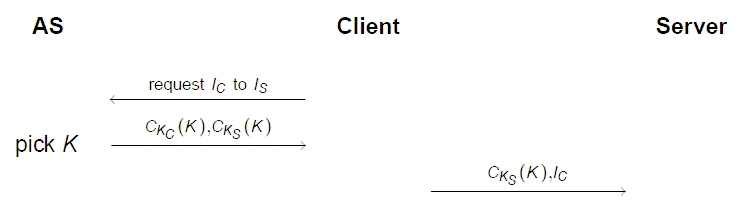 AS Client Server
request I_C to I_S
pick K C_{K_C}(K),C_{K_S}(K)
C_{K_S}(K),I_C